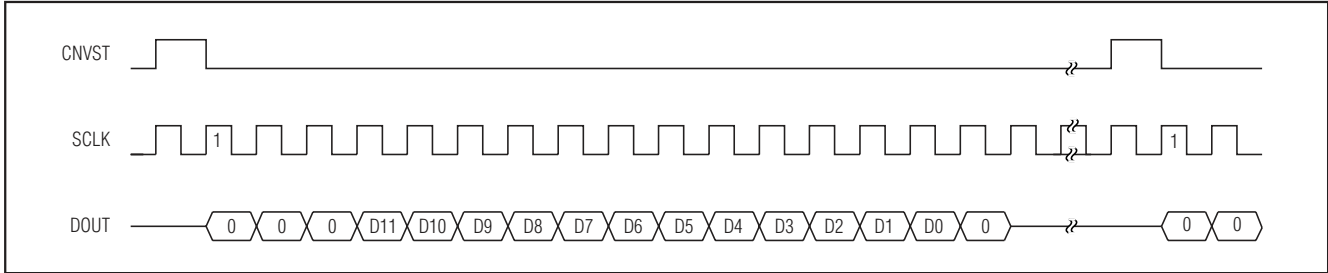 CNVST
SCLK 1 1
DOUT 0 0 0 D11 D10 D9 D8 D7 D6 D5 D4 D3 D2 D1 D0 0 0 0